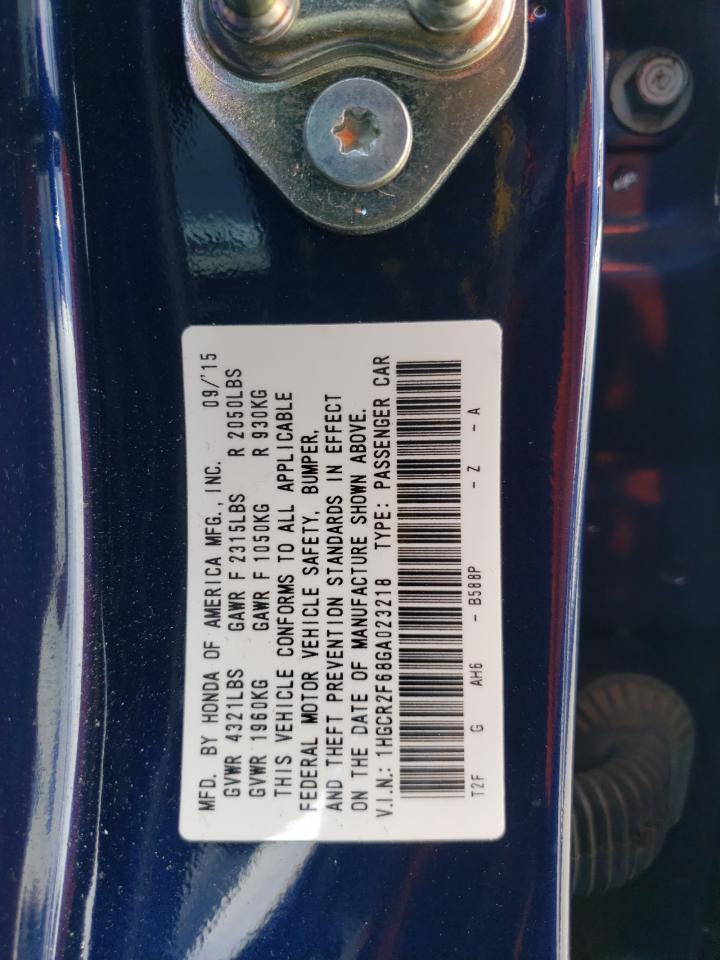 MFD. BY HONDA OF AMERICA MFG., INC. 09/'15
GVWR 4321LBS GAWR F 2315LBS R 2050LBS
GVWR 1960KG GAWR F 1050KG R 930KG
THIS VEHICLE CONFORMS TO ALL APPLICABLE
FEDERAL MOTOR VEHICLE SAFETY, BUMPER,
AND THEFT PREVENTION STANDARDS IN EFFECT
ON THE DATE OF MANUFACTURE SHOWN ABOVE.
V.I.N.: 1HGCR2F68GA023218 TYPE: PASSENGER CAR
T2F G AH6 - B588P - Z - A